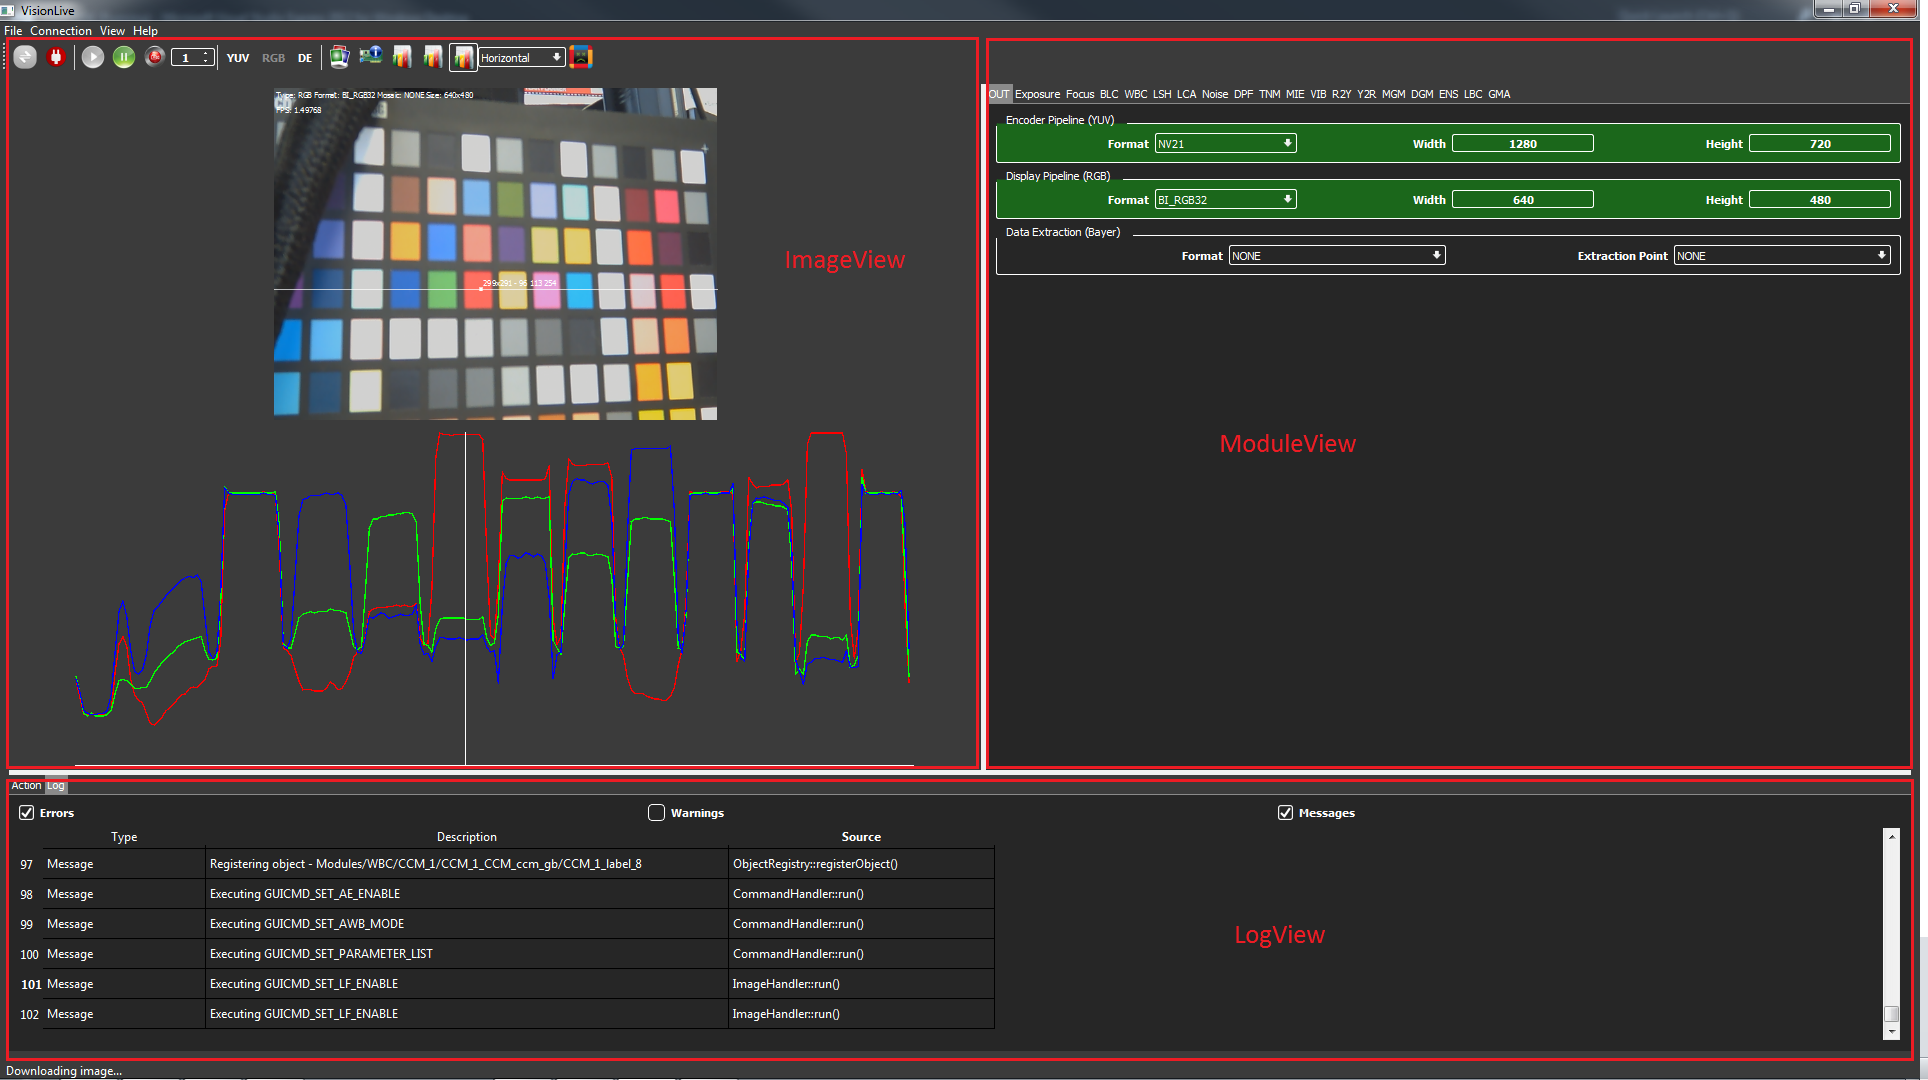 VisionLive
File Connection View Help
1 YUV RGB DE Horizontal
Type: RGB Format: BI_RGB32 Mosaic: NONE Size: 640x480
FPS: 1.49768
299x291 - 96 113 254
ImageView
OUT Exposure Focus BLC WBC LSH LCA Noise DPF TNM MIE VIB R2Y Y2R MGM DGM ENS LBC GMA
Encoder Pipeline (YUV)
Format NV21 Width 1280 Height 720
Display Pipeline (RGB)
Format BI_RGB32 Width 640 Height 480
Data Extraction (Bayer)
Format NONE Extraction Point NONE
ModuleView
Action Log
Errors Warnings Messages
Type Description Source
97 Message Registering object - Modules/WBC/CCM_1/CCM_1_CCM_ccm_gb/CCM_1_label_8 ObjectRegistry::registerObject()
98 Message Executing GUICMD_SET_AE_ENABLE CommandHandler::run()
99 Message Executing GUICMD_SET_AWB_MODE CommandHandler::run()
100 Message Executing GUICMD_SET_PARAMETER_LIST CommandHandler::run()
101 Message Executing GUICMD_SET_LF_ENABLE ImageHandler::run()
102 Message Executing GUICMD_SET_LF_ENABLE ImageHandler::run()
LogView
Downloading image...